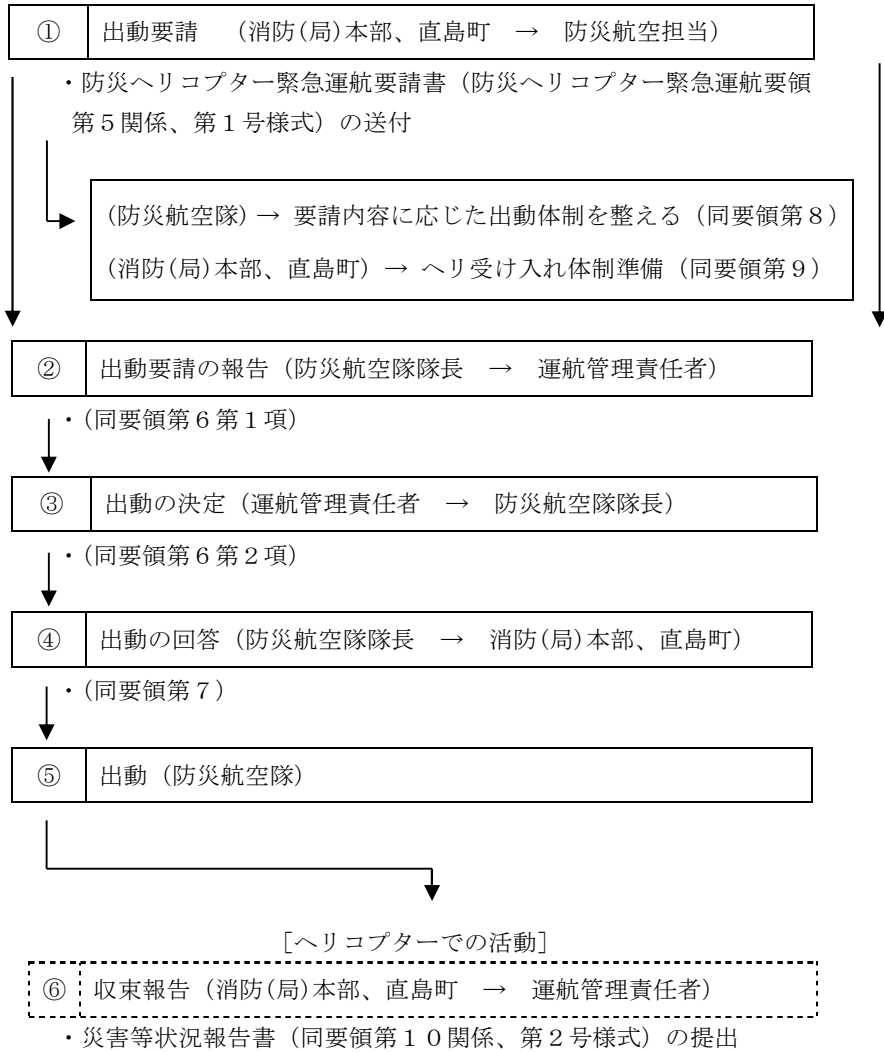 ① 出動要請　（消防(局)本部、直島町　→　防災航空担当）
・防災ヘリコプター緊急運航要請書（防災ヘリコプター緊急運航要領
第５関係、第１号様式）の送付
（防災航空隊）→ 要請内容に応じた出動体制を整える（同要領第８）
（消防(局)本部、直島町）→ ヘリ受け入れ体制準備（同要領第９）
② 出動要請の報告（防災航空隊隊長　→　運航管理責任者）
・（同要領第６第１項）
③ 出動の決定（運航管理責任者　→　防災航空隊隊長）
・（同要領第６第２項）
④ 出動の回答（防災航空隊隊長　→　消防(局)本部、直島町）
・（同要領第７）
⑤ 出動（防災航空隊）
［ヘリコプターでの活動］
⑥ 収束報告（消防(局)本部、直島町　→　運航管理責任者）
・災害等状況報告書（同要領第１０関係、第２号様式）の提出